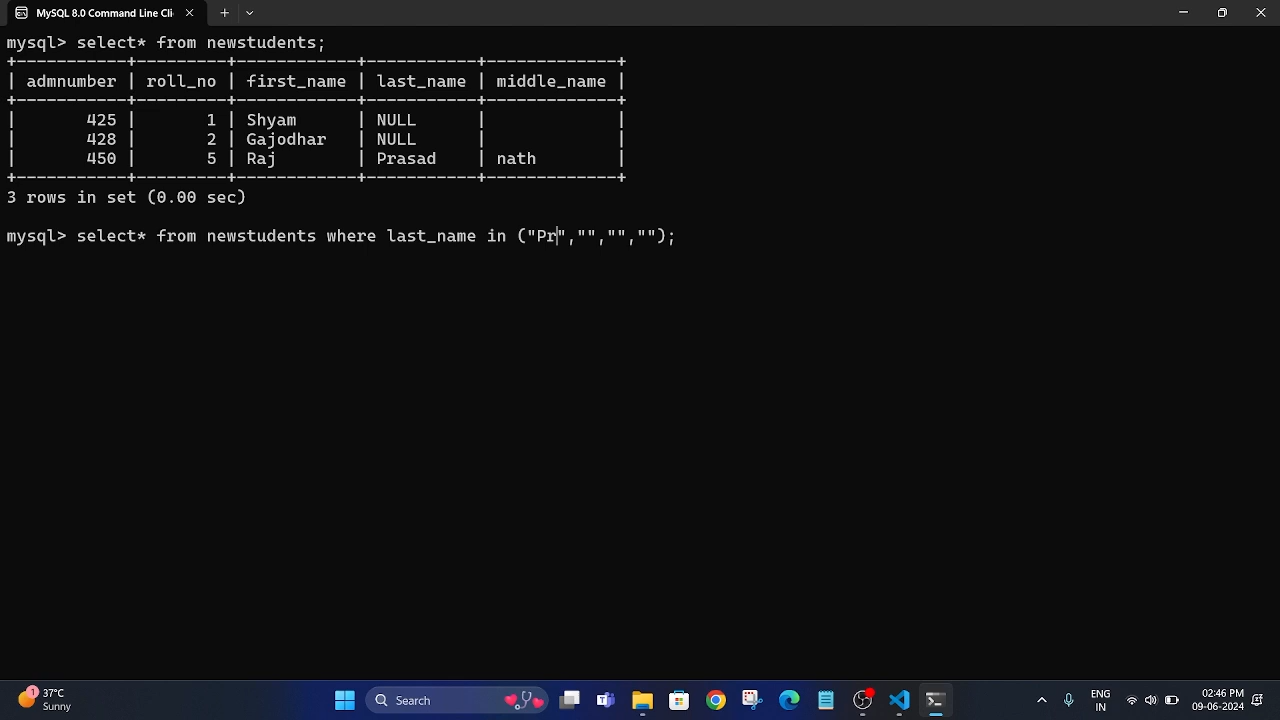 MySQL 8.0 Command Line Cli
mysql> select* from newstudents;
+-----------+---------+------------+-----------+-------------+
| admnumber | roll_no | first_name | last_name | middle_name |
+-----------+---------+------------+-----------+-------------+
|       425 |       1 | Shyam      | NULL      |             |
|       428 |       2 | Gajodhar   | NULL      |             |
|       450 |       5 | Raj        | Prasad    | nath        |
+-----------+---------+------------+-----------+-------------+
3 rows in set (0.00 sec)
mysql> select* from newstudents where last_name in ("Pr","","","");
1
37°C
Sunny
Search
ENG
IN
02:46 PM
09-06-2024